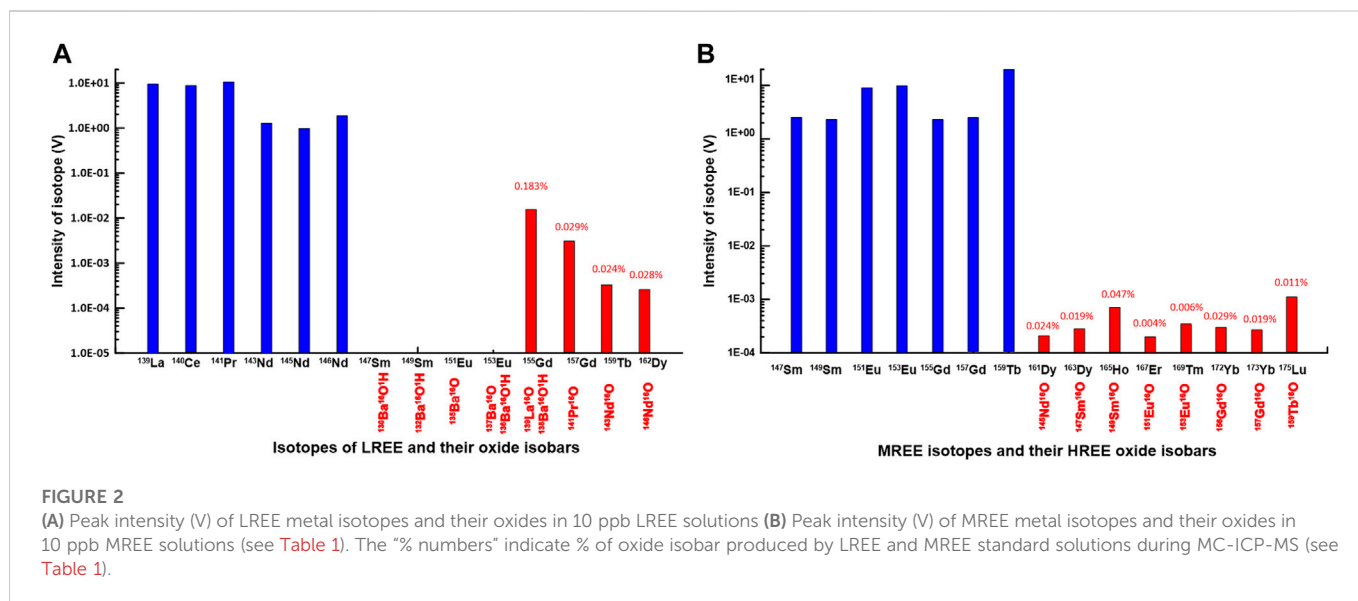 A
Intensity of isotope (V)
1.0E+01
1.0E+00
1.0E-01
1.0E-02
1.0E-03
1.0E-04
1.0E-05
0.183%
0.029%
0.024%
0.028%
¹³⁹La ¹⁴⁰Ce ¹⁴¹Pr ¹⁴³Nd ¹⁴⁵Nd ¹⁴⁶Nd ¹⁴⁷Sm ¹⁴⁹Sm ¹⁵¹Eu ¹⁵³Eu ¹⁵⁵Gd ¹⁵⁷Gd ¹⁵⁹Tb ¹⁶²Dy
¹³⁰Ba¹⁶O¹H
¹³²Ba¹⁶O¹H
¹³⁵Ba¹⁶O
¹³⁷Ba¹⁶O
¹³⁶Ba¹⁶O¹H
¹³⁹La¹⁶O
¹³⁸Ba¹⁶O¹H
¹⁴¹Pr¹⁶O
¹⁴³Nd¹⁶O
¹⁴⁶Nd¹⁶O
Isotopes of LREE and their oxide isobars
B
Intensity of isotope (V)
1E+01
1E+00
1E-01
1E-02
1E-03
1E-04
0.024%
0.019%
0.047%
0.004%
0.006%
0.029%
0.019%
0.011%
¹⁴⁷Sm ¹⁴⁹Sm ¹⁵¹Eu ¹⁵³Eu ¹⁵⁵Gd ¹⁵⁷Gd ¹⁵⁹Tb ¹⁶¹Dy ¹⁶³Dy ¹⁶⁵Ho ¹⁶⁷Er ¹⁶⁹Tm ¹⁷²Yb ¹⁷³Yb ¹⁷⁵Lu
¹⁴⁵Nd¹⁶O
¹⁴⁷Sm¹⁶O
¹⁴⁹Sm¹⁶O
¹⁵¹Eu¹⁶O
¹⁵³Eu¹⁶O
¹⁵⁶Gd¹⁶O
¹⁵⁷Gd¹⁶O
¹⁵⁹Tb¹⁶O
MREE isotopes and their HREE oxide isobars
FIGURE 2
(A) Peak intensity (V) of LREE metal isotopes and their oxides in 10 ppb LREE solutions (B) Peak intensity (V) of MREE metal isotopes and their oxides in
10 ppb MREE solutions (see Table 1). The “% numbers” indicate % of oxide isobar produced by LREE and MREE standard solutions during MC-ICP-MS (see
Table 1).